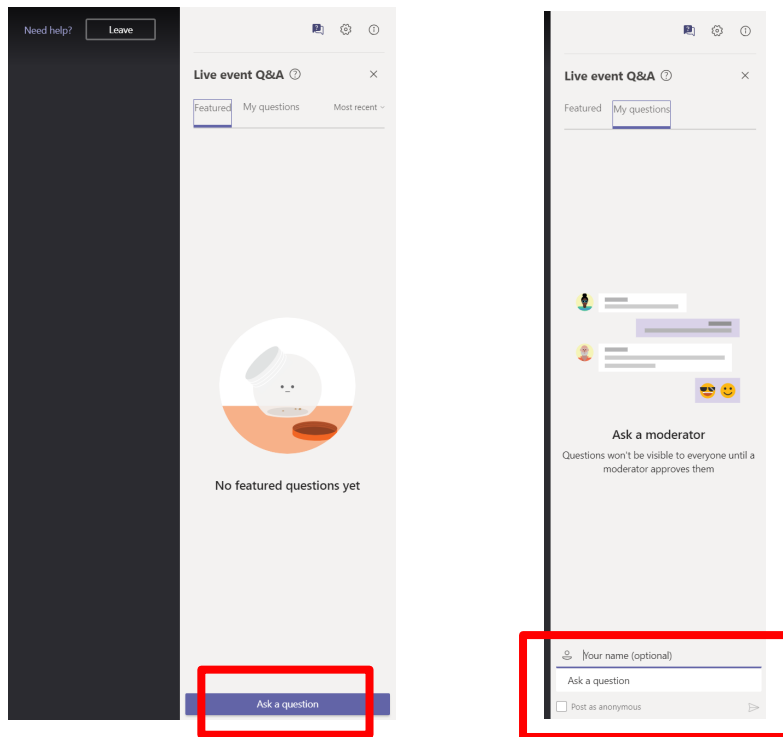 Need help? Leave
Live event Q&A
Featured My questions Most recent
No featured questions yet
Ask a question
Live event Q&A
Featured My questions
Ask a moderator
Questions won't be visible to everyone until a
moderator approves them
Your name (optional)
Ask a question
Post as anonymous